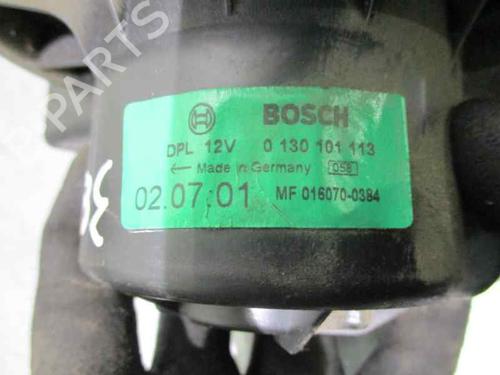 PARTS
BOSCH
DPL 12V 0 130 101 113
← Made in Germany 058
02.07.01 MF 016070-0384